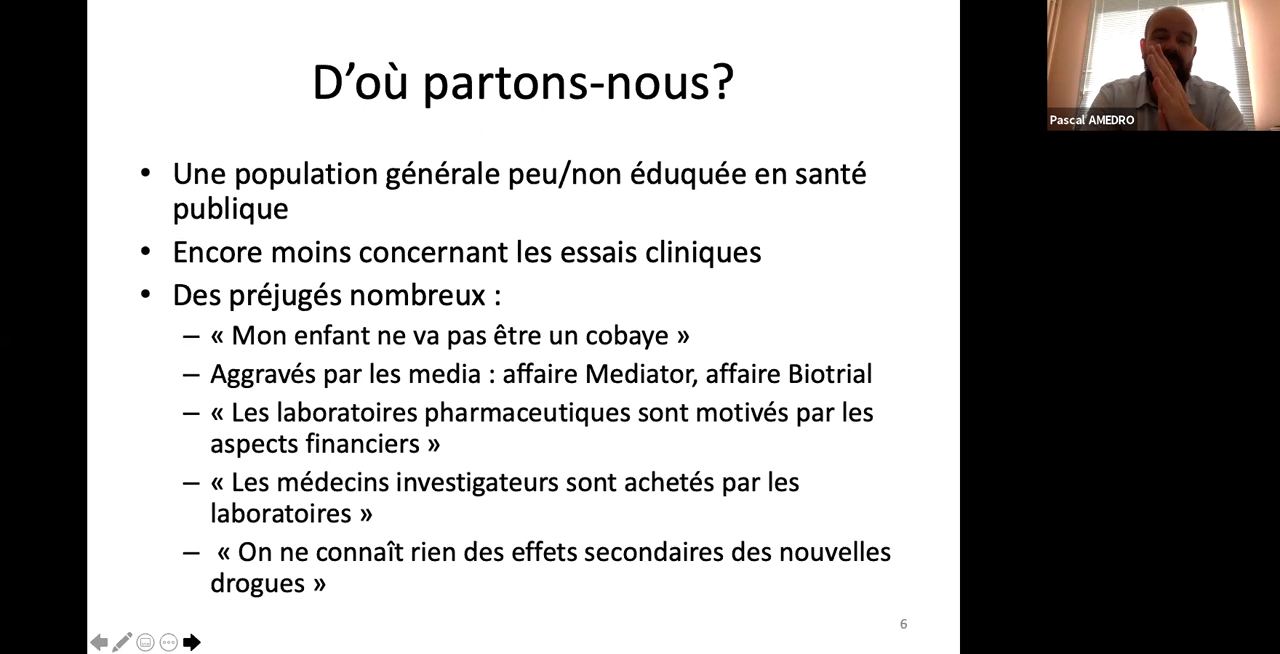 D'où partons-nous?
• Une population générale peu/non éduquée en santé
publique
• Encore moins concernant les essais cliniques
• Des préjugés nombreux :
– « Mon enfant ne va pas être un cobaye »
– Aggravés par les media : affaire Mediator, affaire Biotrial
– « Les laboratoires pharmaceutiques sont motivés par les
aspects financiers »
– « Les médecins investigateurs sont achetés par les
laboratoires »
– « On ne connaît rien des effets secondaires des nouvelles
drogues »
6
Pascal AMEDRO